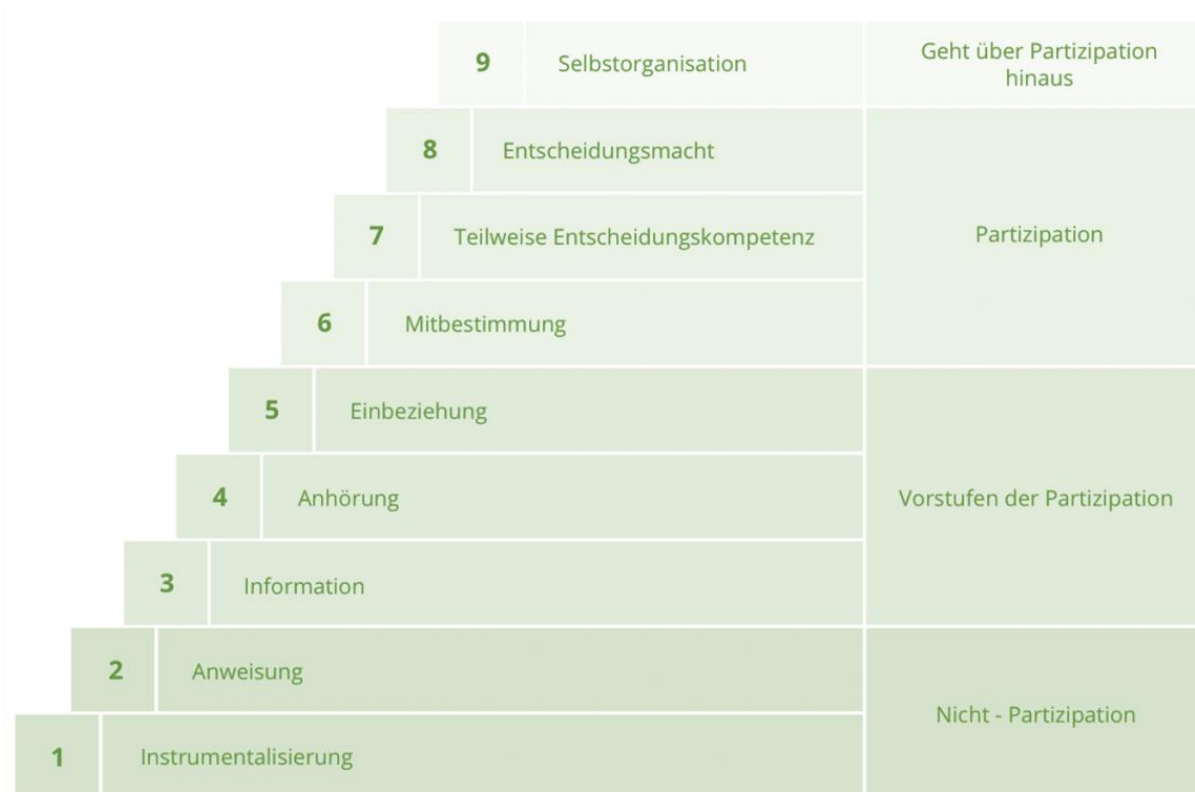 9 Selbstorganisation
Geht über Partizipation
hinaus
8 Entscheidungsmacht
7 Teilweise Entscheidungskompetenz
Partizipation
6 Mitbestimmung
5 Einbeziehung
4 Anhörung
Vorstufen der Partizipation
3 Information
2 Anweisung
Nicht - Partizipation
1 Instrumentalisierung